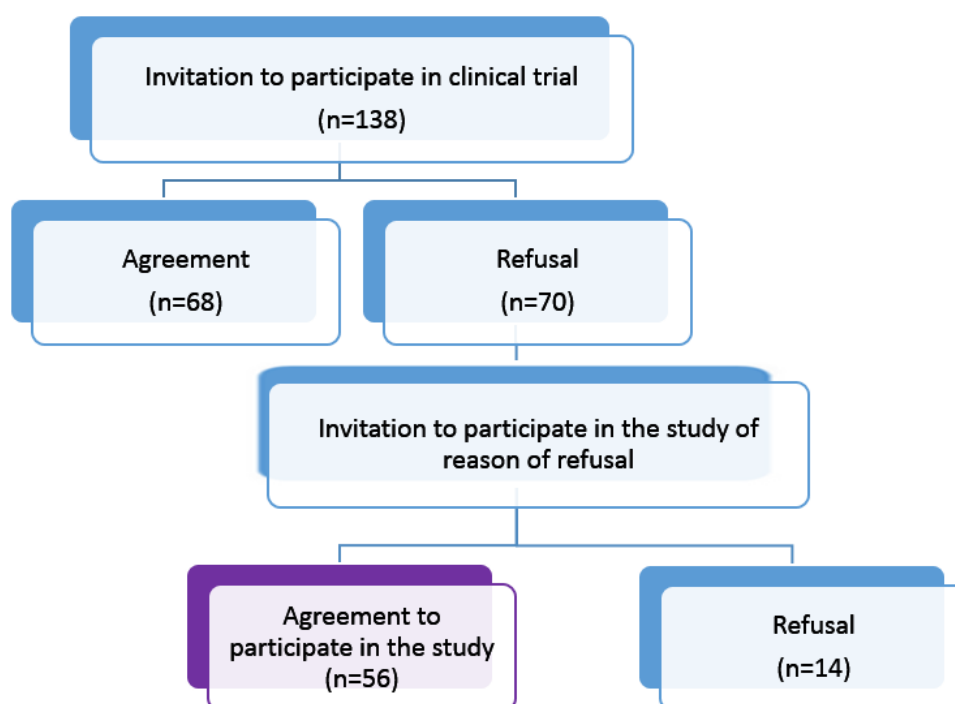 Invitation to participate in clinical trial
(n=138)
Agreement
(n=68)
Refusal
(n=70)
Invitation to participate in the study of
reason of refusal
Agreement to
participate in the study
(n=56)
Refusal
(n=14)